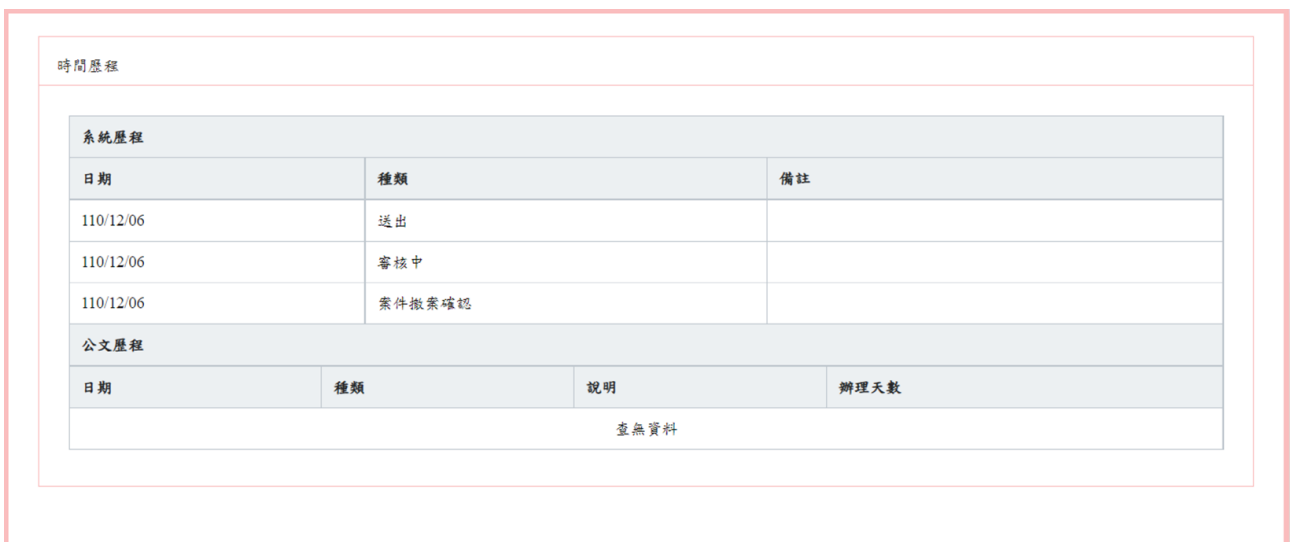 時間歷程
系統歷程
日期 種類 備註
110/12/06 送出
110/12/06 審核中
110/12/06 案件撤案確認
公文歷程
日期 種類 說明 辦理天數
查無資料